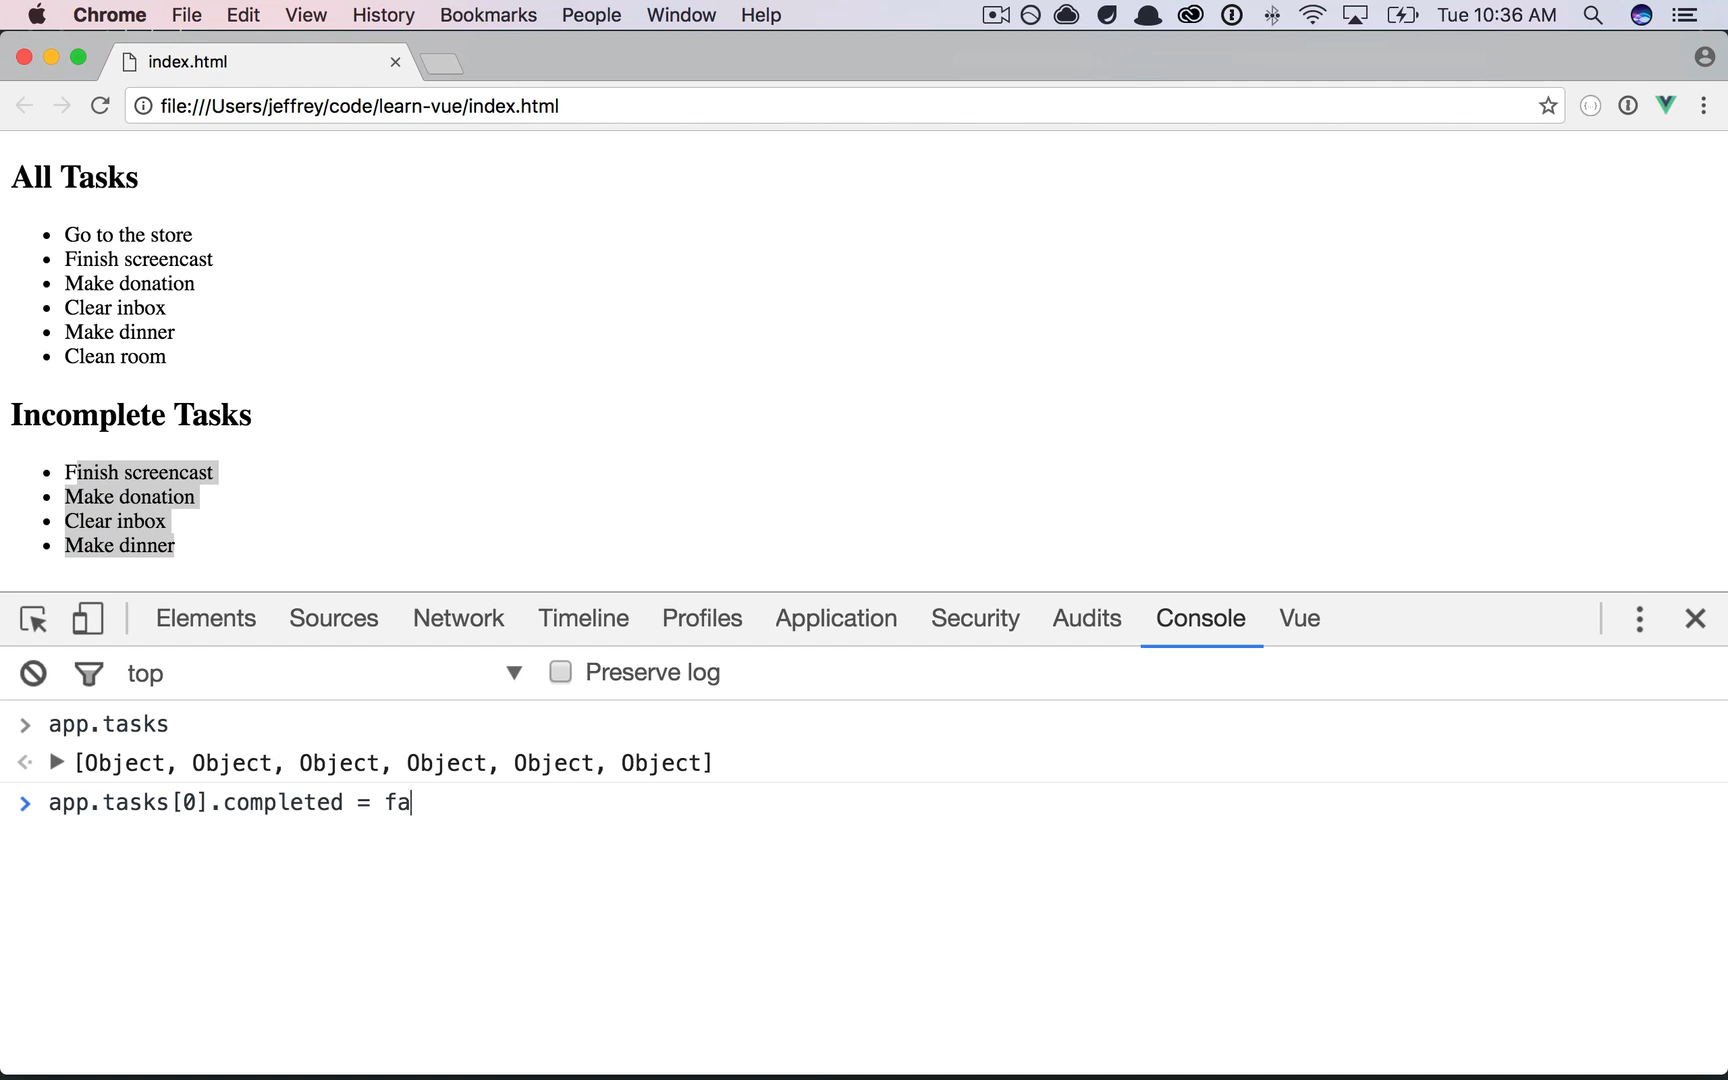 Chrome File Edit View History Bookmarks People Window Help Tue 10:36 AM
index.html
file:///Users/jeffrey/code/learn-vue/index.html
All Tasks
Go to the store
Finish screencast
Make donation
Clear inbox
Make dinner
Clean room
Incomplete Tasks
Finish screencast
Make donation
Clear inbox
Make dinner
Elements Sources Network Timeline Profiles Application Security Audits Console Vue
top Preserve log
app.tasks
[Object, Object, Object, Object, Object, Object]
app.tasks[0].completed = fa